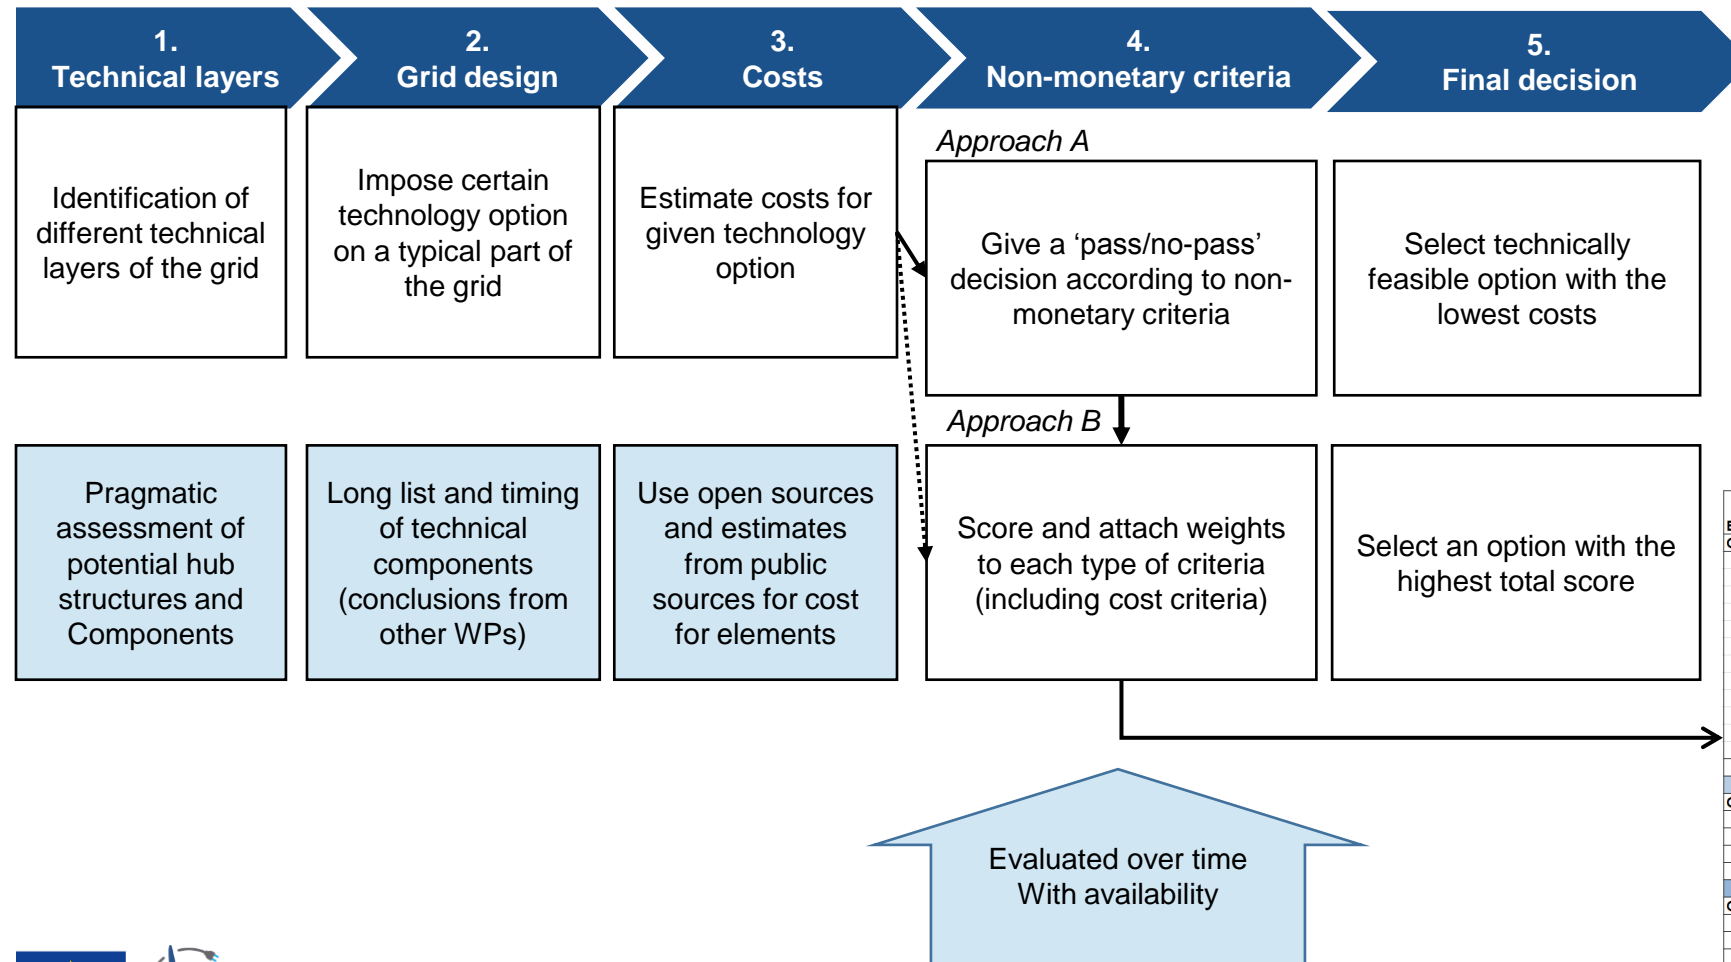 1.
Technical layers
2.
Grid design
3.
Costs
4.
Non-monetary criteria
5.
Final decision
Identification of
different technical
layers of the grid
Impose certain
technology option
on a typical part of
the grid
Estimate costs for
given technology
option
Approach A
Give a ‘pass/no-pass’
decision according to non-
monetary criteria
Select technically
feasible option with the
lowest costs
Pragmatic
assessment of
potential hub
structures and
Components
Long list and timing
of technical
components
(conclusions from
other WPs)
Use open sources
and estimates
from public
sources for cost
for elements
Approach B
Score and attach weights
to each type of criteria
(including cost criteria)
Select an option with the
highest total score
Evaluated over time
With availability